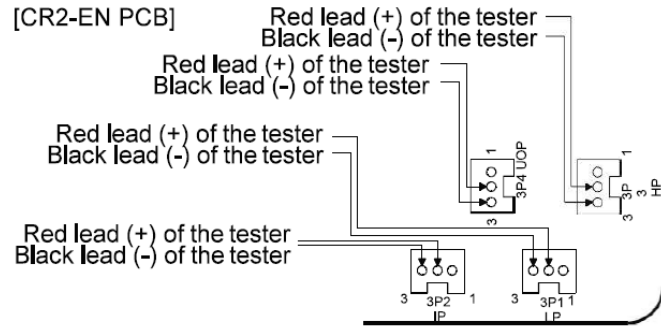 [CR2-EN PCB]
Red lead (+) of the tester
Black lead (-) of the tester
Red lead (+) of the tester
Black lead (-) of the tester
Red lead (+) of the tester
Black lead (-) of the tester
1
3P4 UOP
3
1
3P
3
HP
3
Red lead (+) of the tester
Black lead (-) of the tester
3 3P2 1
IP
3 3P1 1
LP